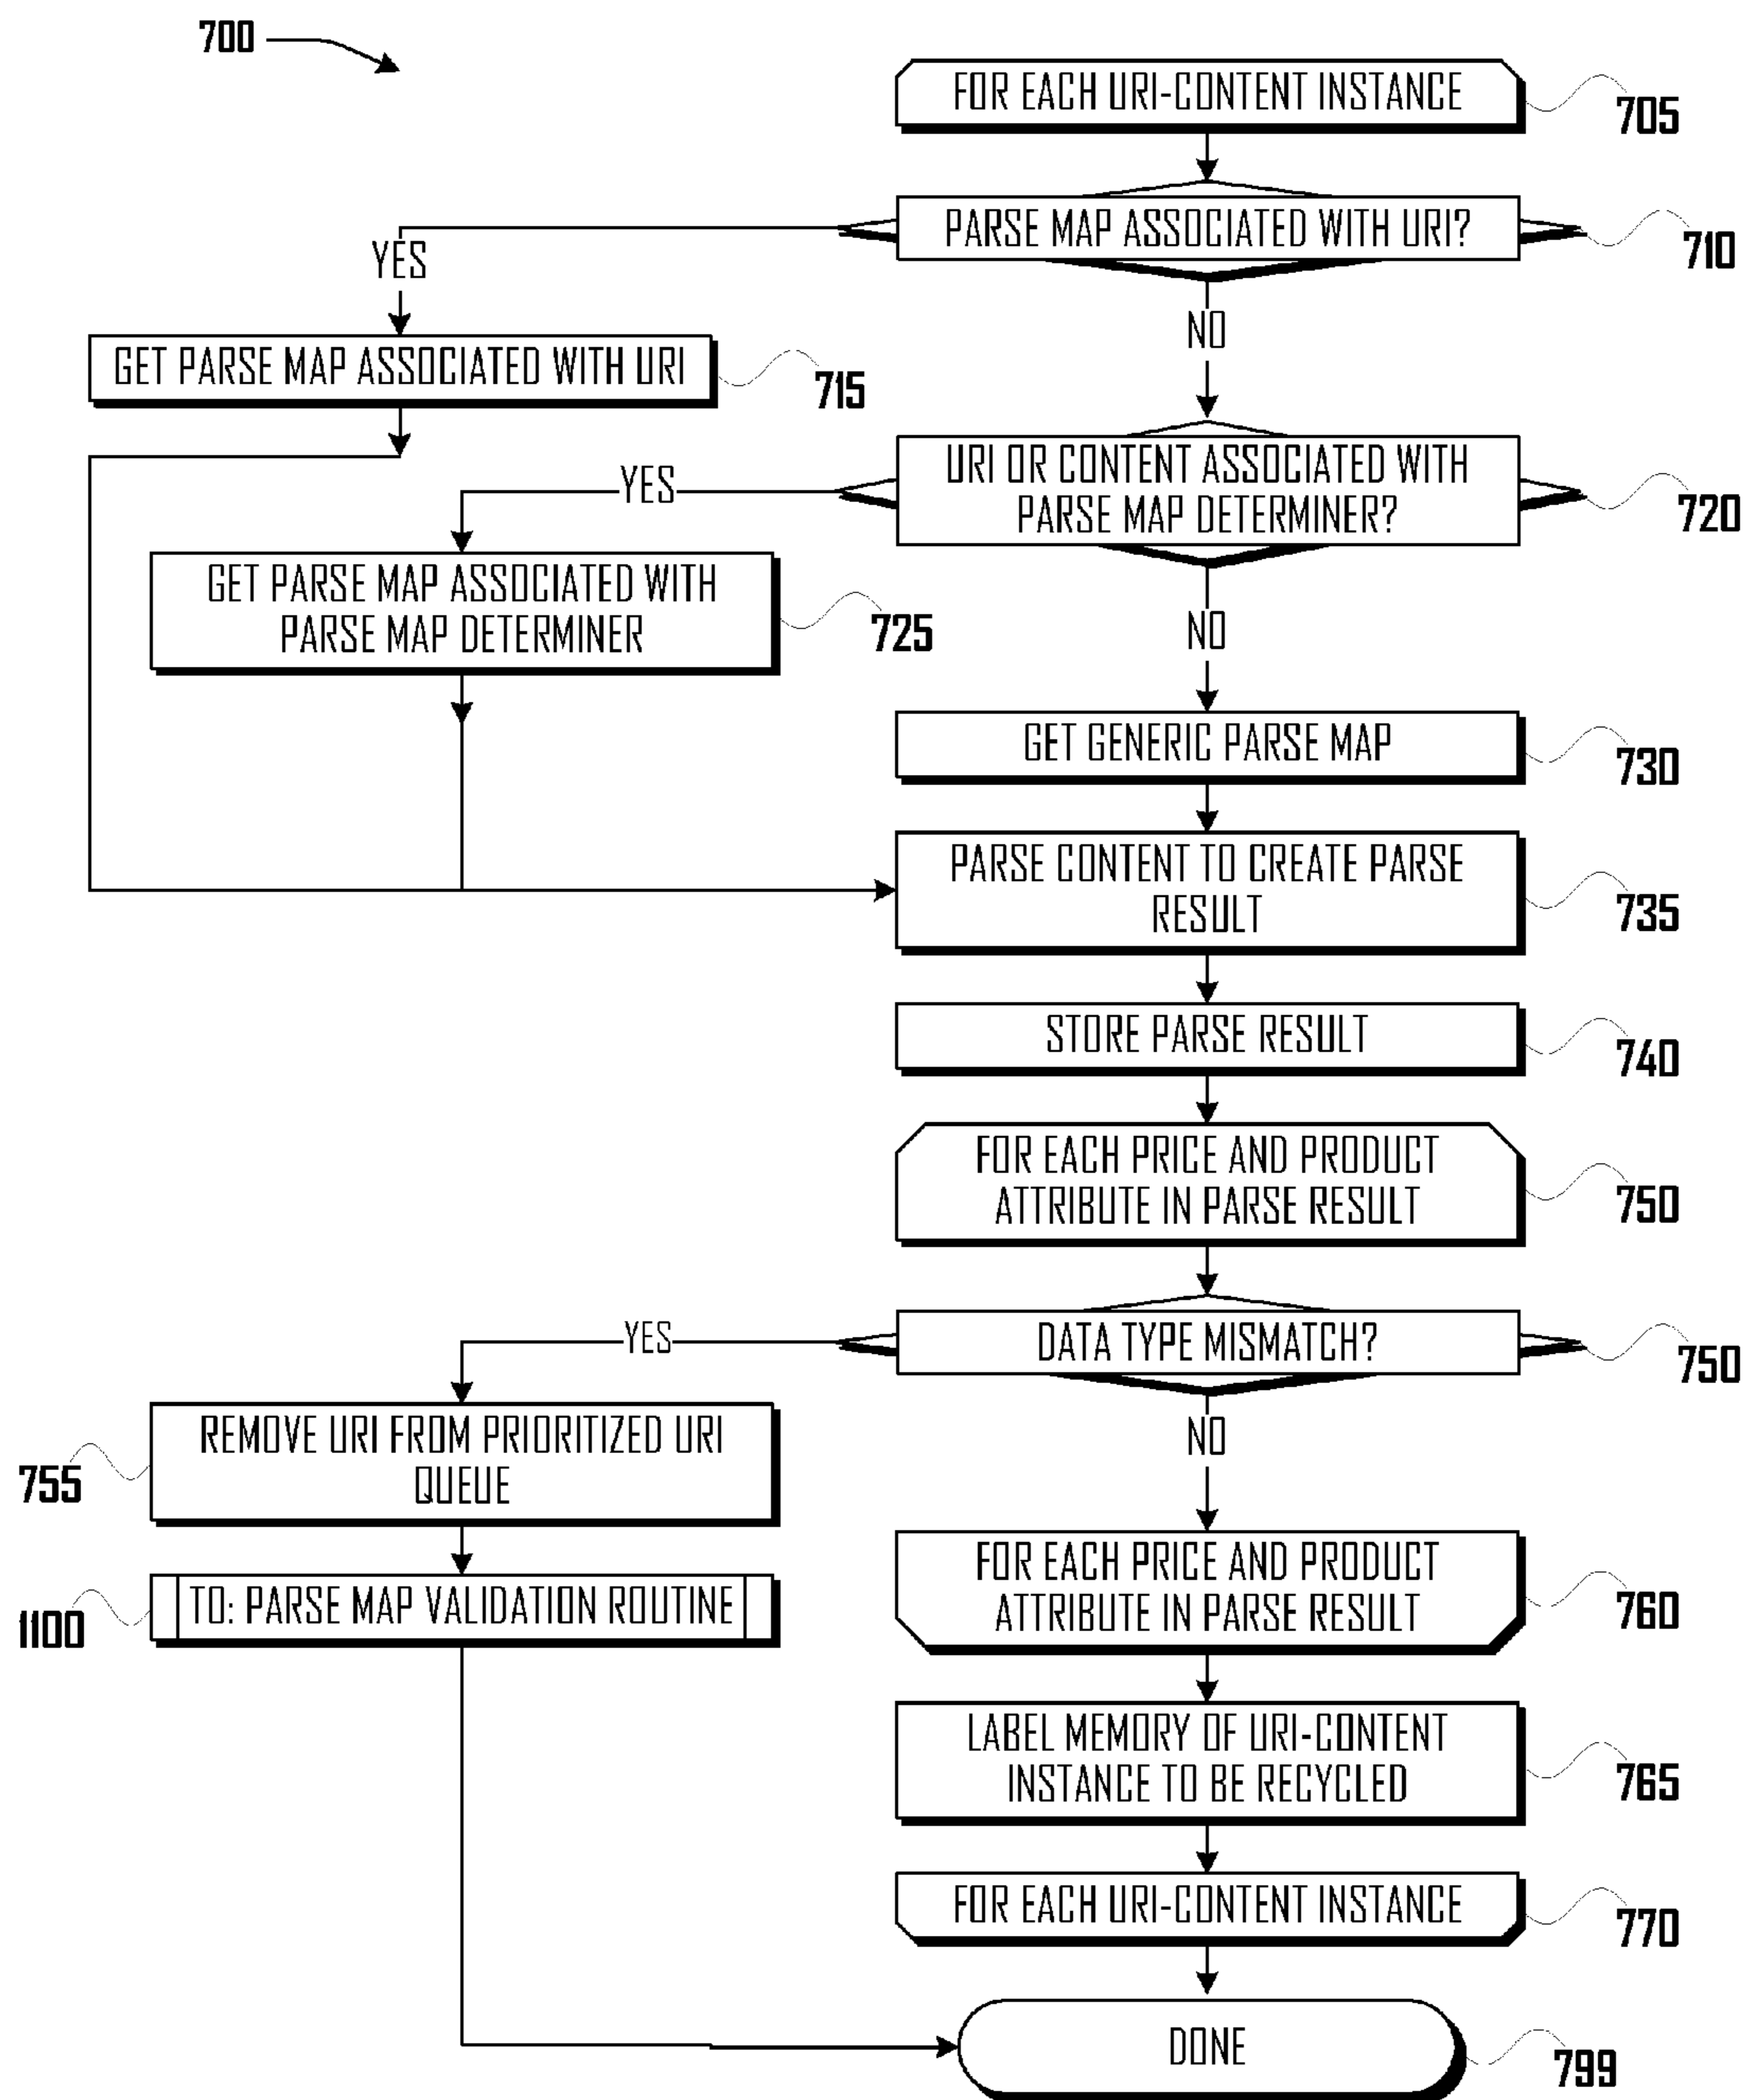 700
FOR EACH URI-CONTENT INSTANCE
705
PARSE MAP ASSOCIATED WITH URI?
710
YES
NO
GET PARSE MAP ASSOCIATED WITH URI
715
URI OR CONTENT ASSOCIATED WITH
PARSE MAP DETERMINER?
720
YES
GET PARSE MAP ASSOCIATED WITH
PARSE MAP DETERMINER
725
NO
GET GENERIC PARSE MAP
730
PARSE CONTENT TO CREATE PARSE
RESULT
735
STORE PARSE RESULT
740
FOR EACH PRICE AND PRODUCT
ATTRIBUTE IN PARSE RESULT
750
DATA TYPE MISMATCH?
750
YES
NO
REMOVE URI FROM PRIORITIZED URI
QUEUE
755
TO: PARSE MAP VALIDATION ROUTINE
1100
FOR EACH PRICE AND PRODUCT
ATTRIBUTE IN PARSE RESULT
760
LABEL MEMORY OF URI-CONTENT
INSTANCE TO BE RECYCLED
765
FOR EACH URI-CONTENT INSTANCE
770
DONE
799